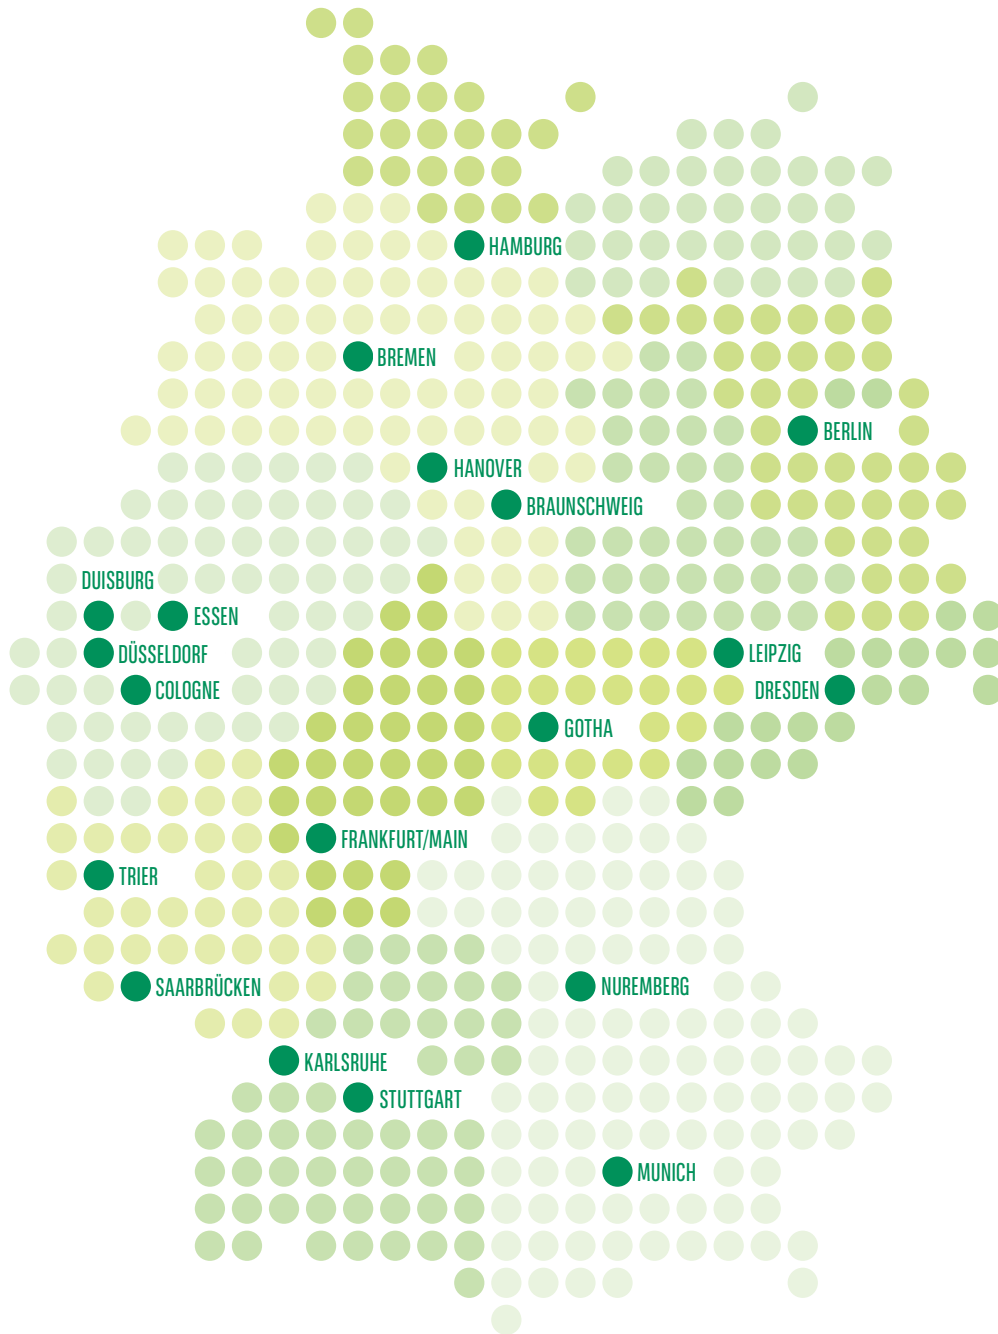 HAMBURG
BREMEN
BERLIN
HANOVER
BRAUNSCHWEIG
DUISBURG
ESSEN
DÜSSELDORF
LEIPZIG
COLOGNE
DRESDEN
GOTHA
FRANKFURT/MAIN
TRIER
SAARBRÜCKEN
NUREMBERG
KARLSRUHE
STUTTGART
MUNICH